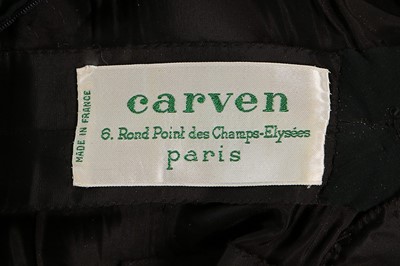 carven
6. Rond Point des Champs-Elysées
paris
MADE IN FRANCE